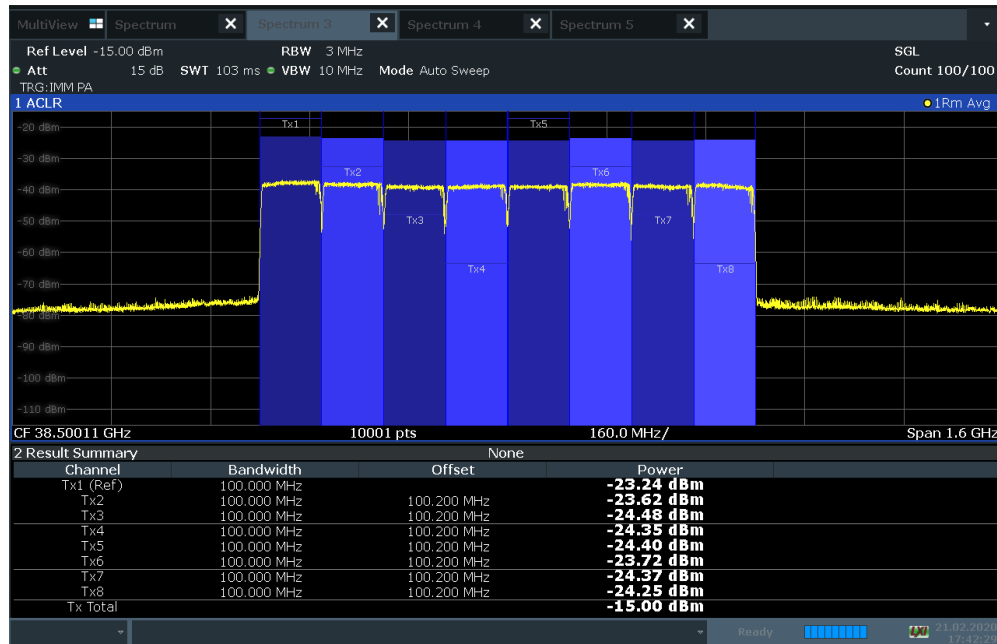 MultiView Spectrum X Spectrum 3 X Spectrum 4 X Spectrum 5 X
Ref Level -15.00 dBm RBW 3 MHz SGL
Att 15 dB SWT 103 ms VBW 10 MHz Mode Auto Sweep Count 100/100
TRG:IMM PA
1 ACLR 1Rm Avg
-20 dBm
Tx1 Tx5
-30 dBm
Tx2 Tx6
-40 dBm
-50 dBm
Tx3 Tx7
-60 dBm
Tx4 Tx8
-70 dBm
-80 dBm
-90 dBm
-100 dBm
-110 dBm
CF 38.50011 GHz 10001 pts 160.0 MHz/ Span 1.6 GHz
2 Result Summary None
Channel Bandwidth Offset Power
Tx1 (Ref) 100.000 MHz -23.24 dBm
Tx2 100.000 MHz 100.200 MHz -23.62 dBm
Tx3 100.000 MHz 100.200 MHz -24.48 dBm
Tx4 100.000 MHz 100.200 MHz -24.35 dBm
Tx5 100.000 MHz 100.200 MHz -24.40 dBm
Tx6 100.000 MHz 100.200 MHz -23.72 dBm
Tx7 100.000 MHz 100.200 MHz -24.37 dBm
Tx8 100.000 MHz 100.200 MHz -24.25 dBm
Tx Total -15.00 dBm
Ready LXI 21.02.2020
17:42:29